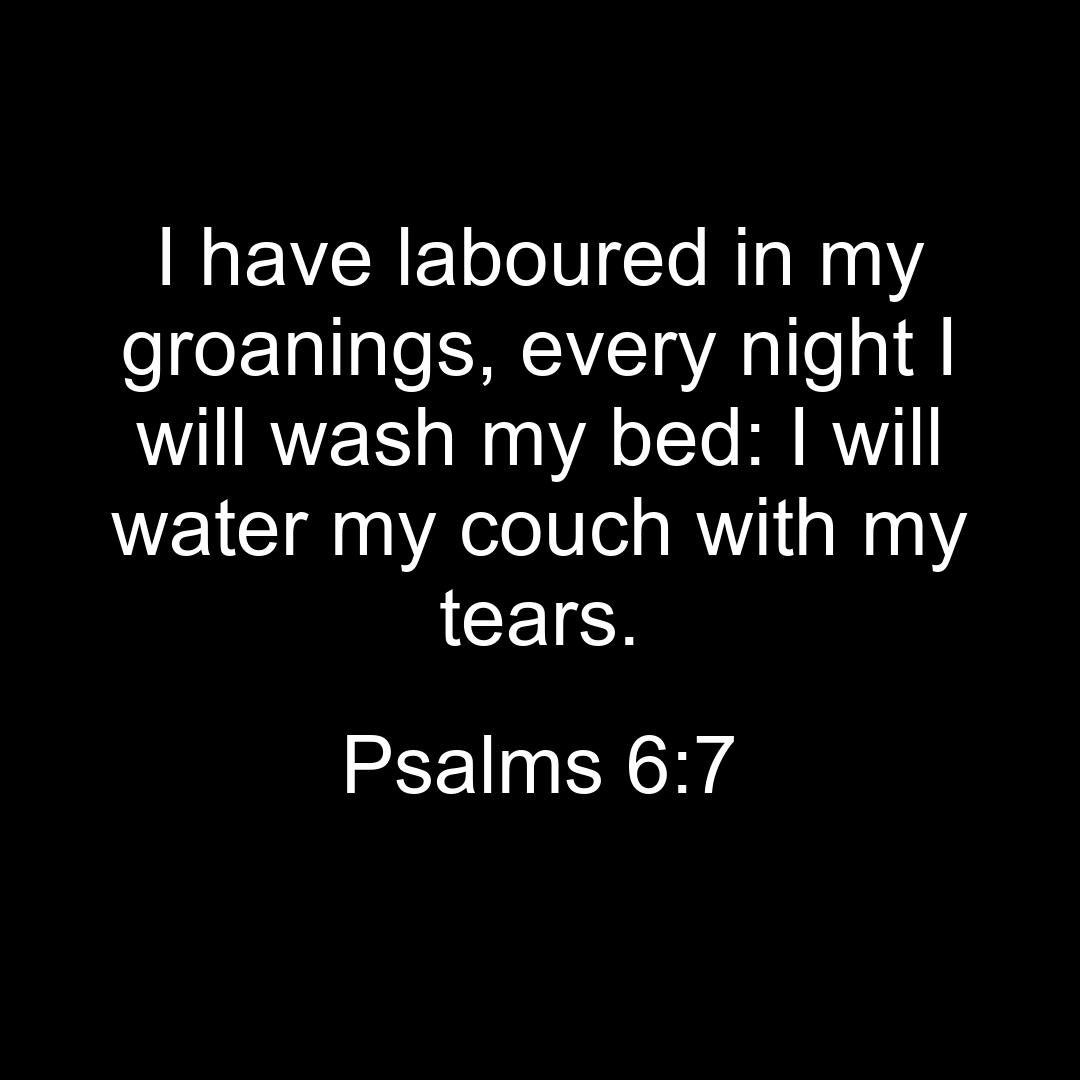 I have laboured in my
groanings, every night I
will wash my bed: I will
water my couch with my
tears.
Psalms 6:7